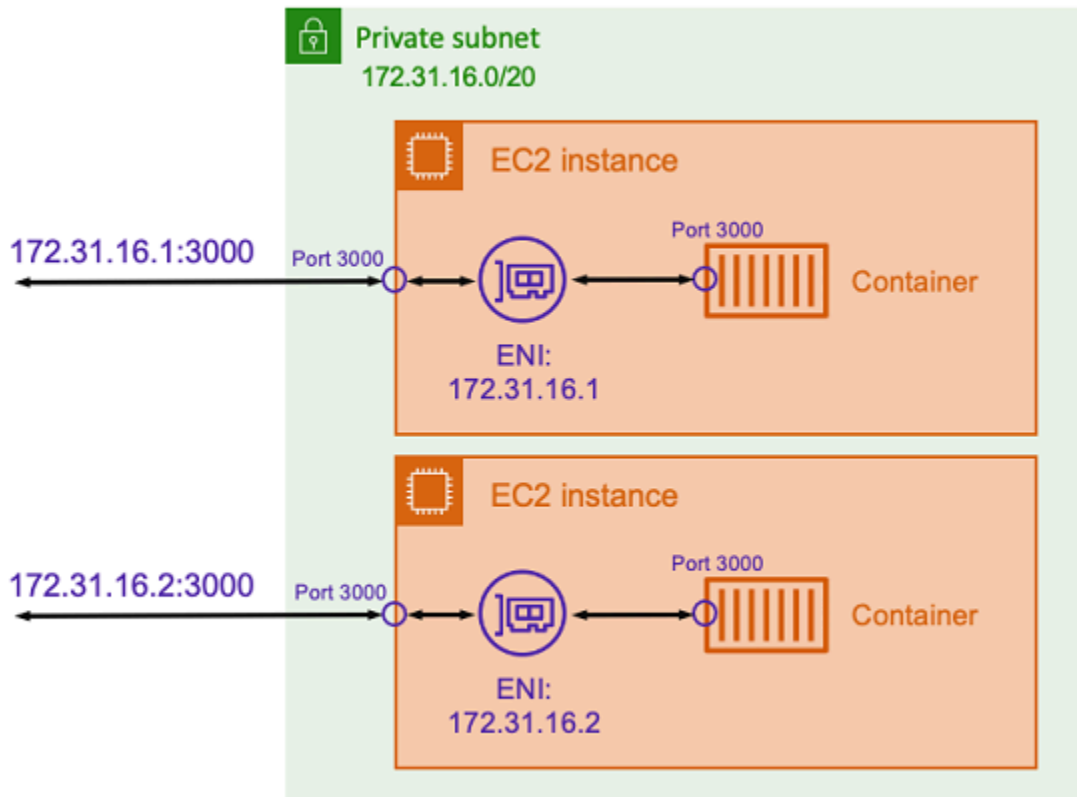 Private subnet
172.31.16.0/20
EC2 instance
Port 3000
172.31.16.1:3000
Port 3000
Container
ENI:
172.31.16.1
EC2 instance
Port 3000
172.31.16.2:3000
Port 3000
Container
ENI:
172.31.16.2